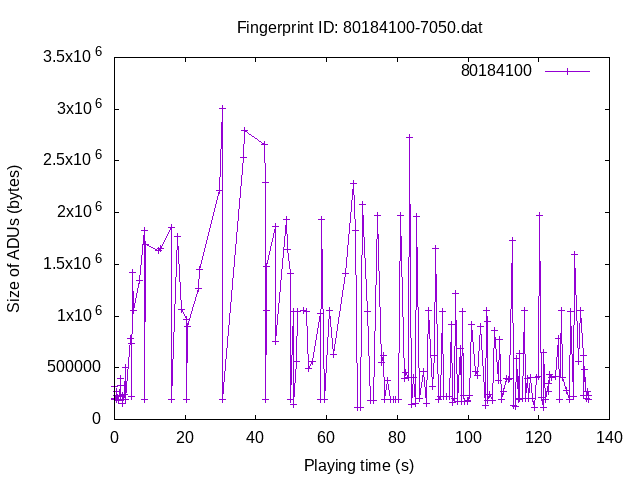 Fingerprint ID: 80184100-7050.dat
80184100
3.5x10^6
3x10^6
2.5x10^6
2x10^6
1.5x10^6
1x10^6
500000
0
Size of ADUs (bytes)
0 20 40 60 80 100 120 140
Playing time (s)